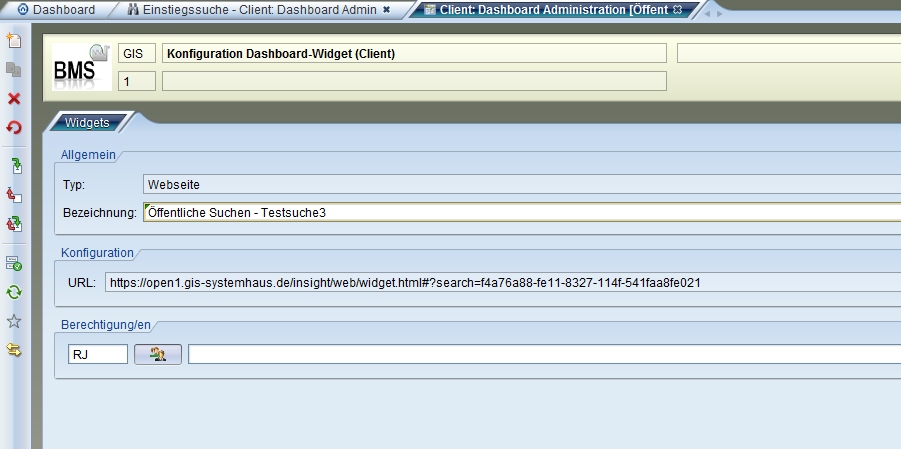 Dashboard
Einstiegssuche - Client: Dashboard Admin
Client: Dashboard Administration [Öffent
BMS
GIS
Konfiguration Dashboard-Widget (Client)
1
Widgets
Allgemein
Typ:
Webseite
Bezeichnung:
Öffentliche Suchen - Testsuche3
Konfiguration
URL:
https://open1.gis-systemhaus.de/insight/web/widget.html#?search=f4a76a88-fe11-8327-114f-541faa8fe021
Berechtigung/en
RJ